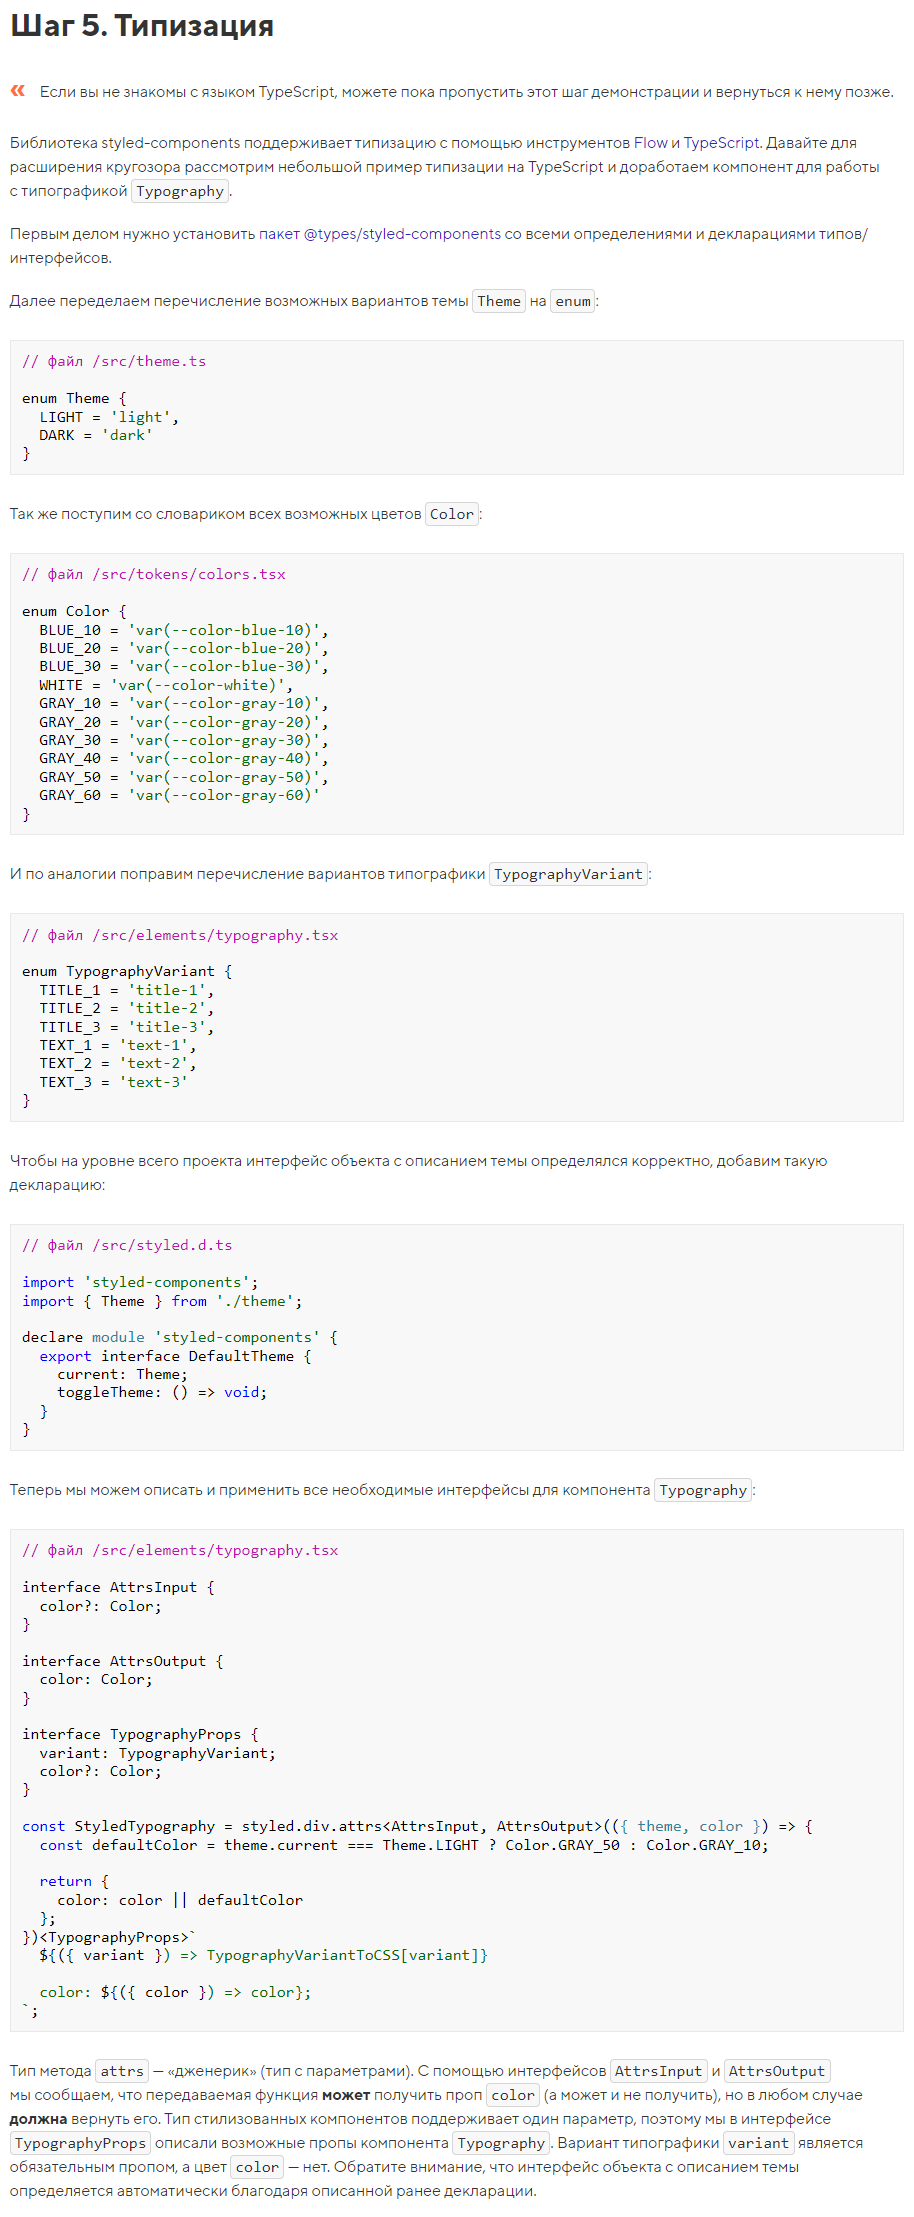 Шаг 5. Типизация
« Если вы не знакомы с языком TypeScript, можете пока пропустить этот шаг демонстрации и вернуться к нему позже.
Библиотека styled-components поддерживает типизацию с помощью инструментов Flow и TypeScript. Давайте для
расширения кругозора рассмотрим небольшой пример типизации на TypeScript и доработаем компонент для работы
с типографикой Typography.
Первым делом нужно установить пакет @types/styled-components со всеми определениями и декларациями типов/
интерфейсов.
Далее переделаем перечисление возможных вариантов темы Theme на enum:
// файл /src/theme.ts
enum Theme {
  LIGHT = 'light',
  DARK = 'dark'
}
Так же поступим со словариком всех возможных цветов Color:
// файл /src/tokens/colors.tsx
enum Color {
  BLUE_10 = 'var(--color-blue-10)',
  BLUE_20 = 'var(--color-blue-20)',
  BLUE_30 = 'var(--color-blue-30)',
  WHITE = 'var(--color-white)',
  GRAY_10 = 'var(--color-gray-10)',
  GRAY_20 = 'var(--color-gray-20)',
  GRAY_30 = 'var(--color-gray-30)',
  GRAY_40 = 'var(--color-gray-40)',
  GRAY_50 = 'var(--color-gray-50)',
  GRAY_60 = 'var(--color-gray-60)'
}
И по аналогии поправим перечисление вариантов типографики TypographyVariant:
// файл /src/elements/typography.tsx
enum TypographyVariant {
  TITLE_1 = 'title-1',
  TITLE_2 = 'title-2',
  TITLE_3 = 'title-3',
  TEXT_1 = 'text-1',
  TEXT_2 = 'text-2',
  TEXT_3 = 'text-3'
}
Чтобы на уровне всего проекта интерфейс объекта с описанием темы определялся корректно, добавим такую
декларацию:
// файл /src/styled.d.ts
import 'styled-components';
import { Theme } from './theme';
declare module 'styled-components' {
  export interface DefaultTheme {
    current: Theme;
    toggleTheme: () => void;
  }
}
Теперь мы можем описать и применить все необходимые интерфейсы для компонента Typography:
// файл /src/elements/typography.tsx
interface AttrsInput {
  color?: Color;
}
interface AttrsOutput {
  color: Color;
}
interface TypographyProps {
  variant: TypographyVariant;
  color?: Color;
}
const StyledTypography = styled.div.attrs<AttrsInput, AttrsOutput>(({ theme, color }) => {
  const defaultColor = theme.current === Theme.LIGHT ? Color.GRAY_50 : Color.GRAY_10;
  return {
    color: color || defaultColor
  };
})<TypographyProps>`
  ${({ variant }) => TypographyVariantToCSS[variant]}
  color: ${({ color }) => color};
`;
Тип метода attrs — «дженерик» (тип с параметрами). С помощью интерфейсов AttrsInput и AttrsOutput
мы сообщаем, что передаваемая функция может получить проп color (а может и не получить), но в любом случае
должна вернуть его. Тип стилизованных компонентов поддерживает один параметр, поэтому мы в интерфейсе
TypographyProps описали возможные пропы компонента Typography. Вариант типографики variant является
обязательным пропом, а цвет color — нет. Обратите внимание, что интерфейс объекта с описанием темы
определяется автоматически благодаря описанной ранее декларации.